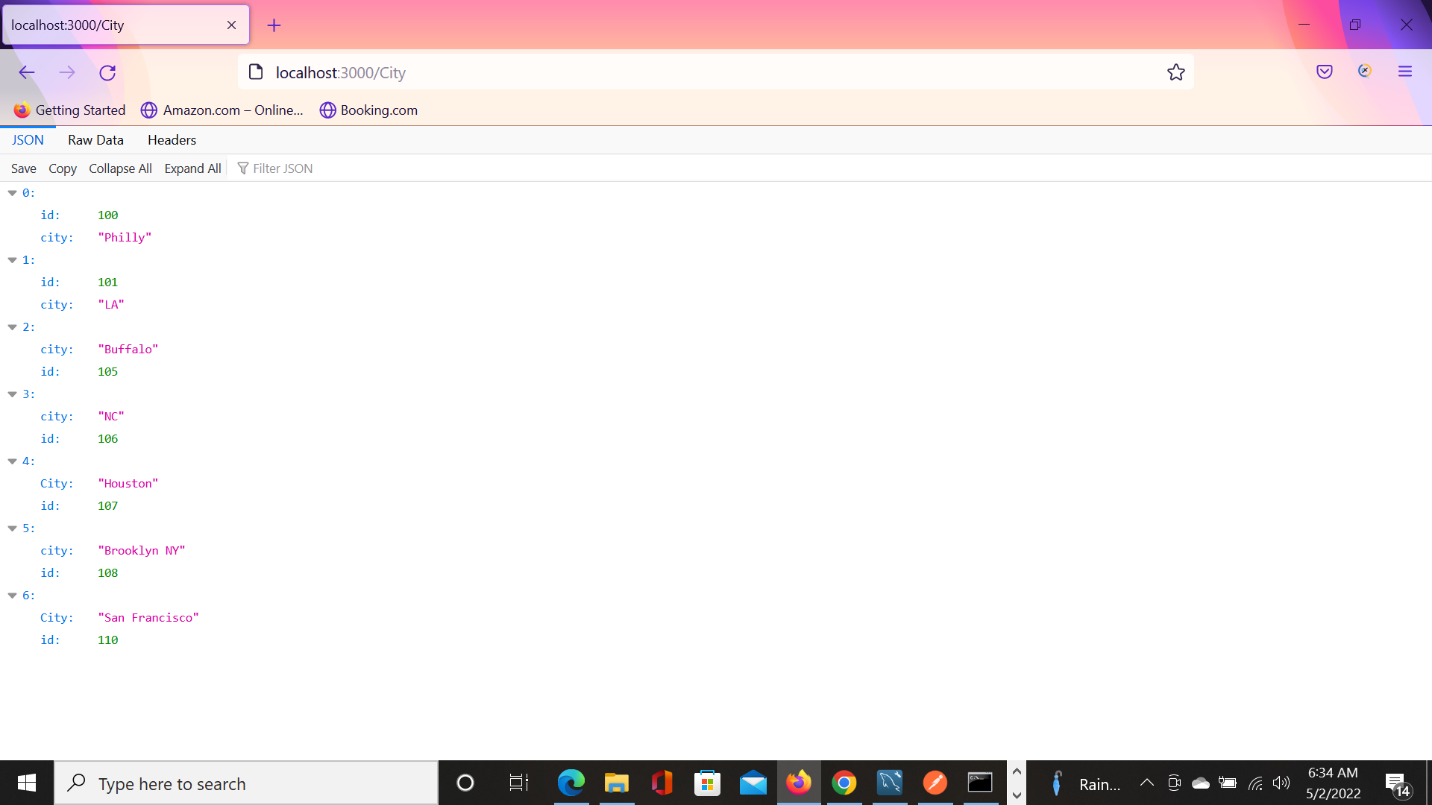 localhost:3000/City
localhost:3000/City
Getting Started Amazon.com – Online... Booking.com
JSON Raw Data Headers
Save Copy Collapse All Expand All Filter JSON
0:
id: 100
city: "Philly"
1:
id: 101
city: "LA"
2:
city: "Buffalo"
id: 105
3:
city: "NC"
id: 106
4:
City: "Houston"
id: 107
5:
city: "Brooklyn NY"
id: 108
6:
City: "San Francisco"
id: 110
Type here to search Rain... 6:34 AM
5/2/2022 14